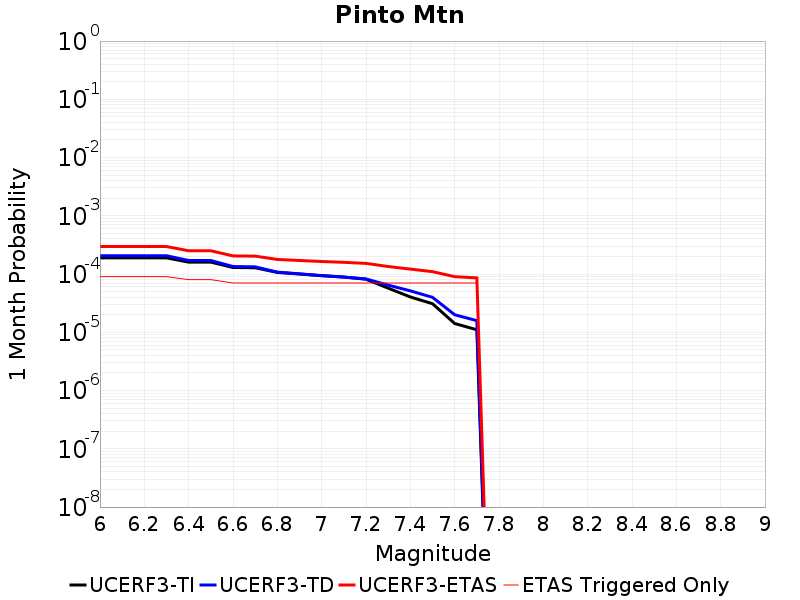 Pinto Mtn
1 Month Probability
10^0
10^-1
10^-2
10^-3
10^-4
10^-5
10^-6
10^-7
10^-8
6 6.2 6.4 6.6 6.8 7 7.2 7.4 7.6 7.8 8 8.2 8.4 8.6 8.8 9
Magnitude
UCERF3-TI UCERF3-TD UCERF3-ETAS ETAS Triggered Only